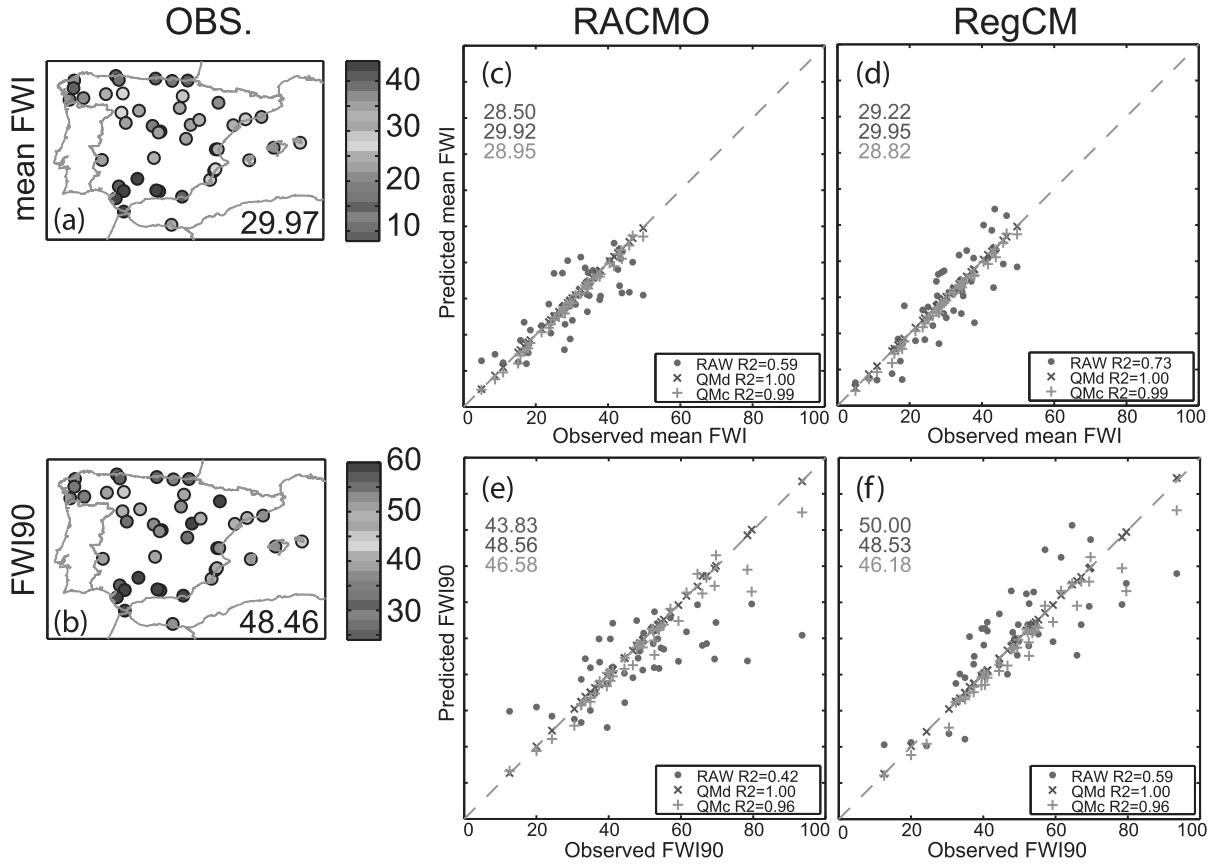 OBS.
RACMO
RegCM
mean FWI
(a)
29.97
40
30
20
10
Predicted mean FWI
(c)
28.50
29.92
28.95
RAW R2=0.59
QMd R2=1.00
QMc R2=0.99
0 20 40 60 80 100
Observed mean FWI
(d)
29.22
29.95
28.82
RAW R2=0.73
QMd R2=1.00
QMc R2=0.99
0 20 40 60 80 100
Observed mean FWI
FWI90
(b)
48.46
60
50
40
30
Predicted FWI90
(e)
43.83
48.56
46.58
RAW R2=0.42
QMd R2=1.00
QMc R2=0.96
0 20 40 60 80 100
Observed FWI90
(f)
50.00
48.53
46.18
RAW R2=0.59
QMd R2=1.00
QMc R2=0.96
0 20 40 60 80 100
Observed FWI90